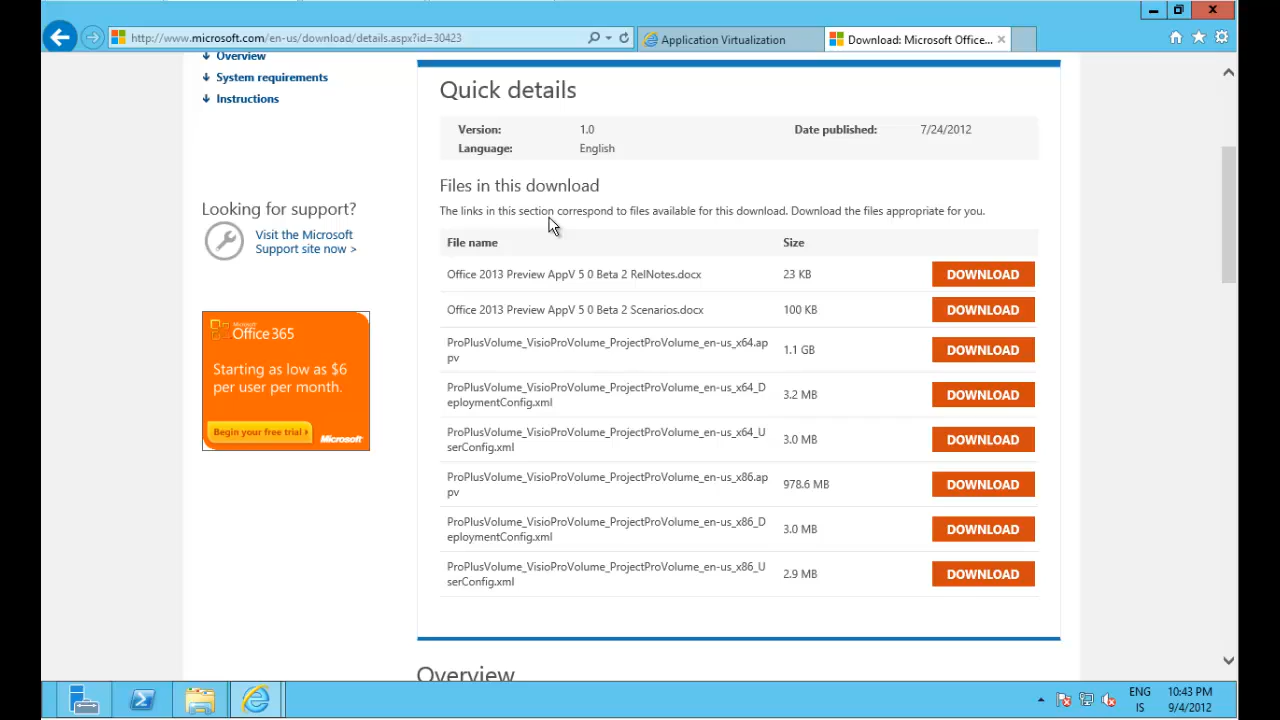 http://www.microsoft.com/en-us/download/details.aspx?id=30423
Application Virtualization
Download: Microsoft Office...
Overview
System requirements
Instructions
Quick details
Version: 1.0 Date published: 7/24/2012
Language: English
Files in this download
The links in this section correspond to files available for this download. Download the files appropriate for you.
Looking for support?
Visit the Microsoft
Support site now >
File name Size
Office 2013 Preview AppV 5 0 Beta 2 RelNotes.docx 23 KB DOWNLOAD
Office 2013 Preview AppV 5 0 Beta 2 Scenarios.docx 100 KB DOWNLOAD
ProPlusVolume_VisioProVolume_ProjectProVolume_en-us_x64.ap
pv
1.1 GB DOWNLOAD
ProPlusVolume_VisioProVolume_ProjectProVolume_en-us_x64_D
eploymentConfig.xml
3.2 MB DOWNLOAD
ProPlusVolume_VisioProVolume_ProjectProVolume_en-us_x64_U
serConfig.xml
3.0 MB DOWNLOAD
ProPlusVolume_VisioProVolume_ProjectProVolume_en-us_x86.ap
pv
978.6 MB DOWNLOAD
ProPlusVolume_VisioProVolume_ProjectProVolume_en-us_x86_D
eploymentConfig.xml
3.0 MB DOWNLOAD
ProPlusVolume_VisioProVolume_ProjectProVolume_en-us_x86_U
serConfig.xml
2.9 MB DOWNLOAD
Microsoft
Office 365
Starting as low as $6
per user per month.
Begin your free trial
Microsoft
Overview
ENG
IS
10:43 PM
9/4/2012